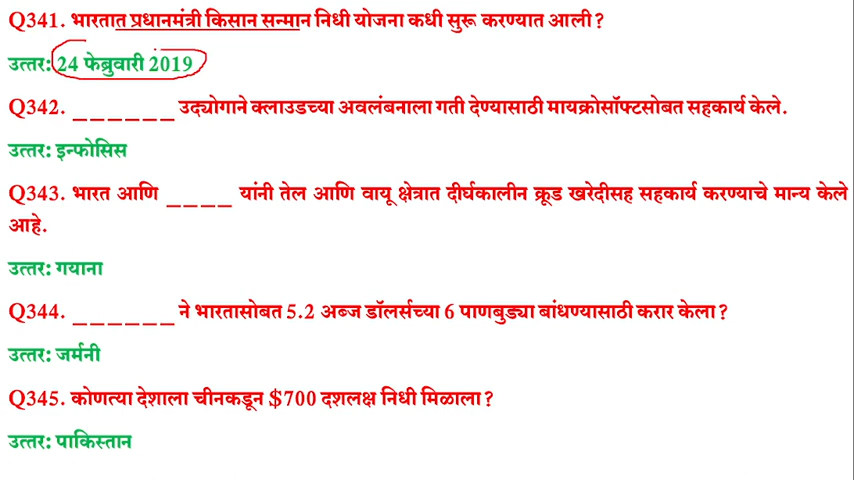 Q341. भारतात प्रधानमंत्री किसान सन्मान निधी योजना कधी सुरू करण्यात आली?
उत्तर: 24 फेब्रुवारी 2019
Q342. ______ उद्योगाने क्लाउडच्या अवलंबनाला गती देण्यासाठी मायक्रोसॉफ्टसोबत सहकार्य केले.
उत्तर: इन्फोसिस
Q343. भारत आणि ____ यांनी तेल आणि वायू क्षेत्रात दीर्घकालीन क्रूड खरेदीसह सहकार्य करण्याचे मान्य केले
आहे.
उत्तर: गयाना
Q344. ______ ने भारतासोबत 5.2 अब्ज डॉलर्सच्या 6 पाणबुड्या बांधण्यासाठी करार केला?
उत्तर: जर्मनी
Q345. कोणत्या देशाला चीनकडून $700 दशलक्ष निधी मिळाला?
उत्तर: पाकिस्तान